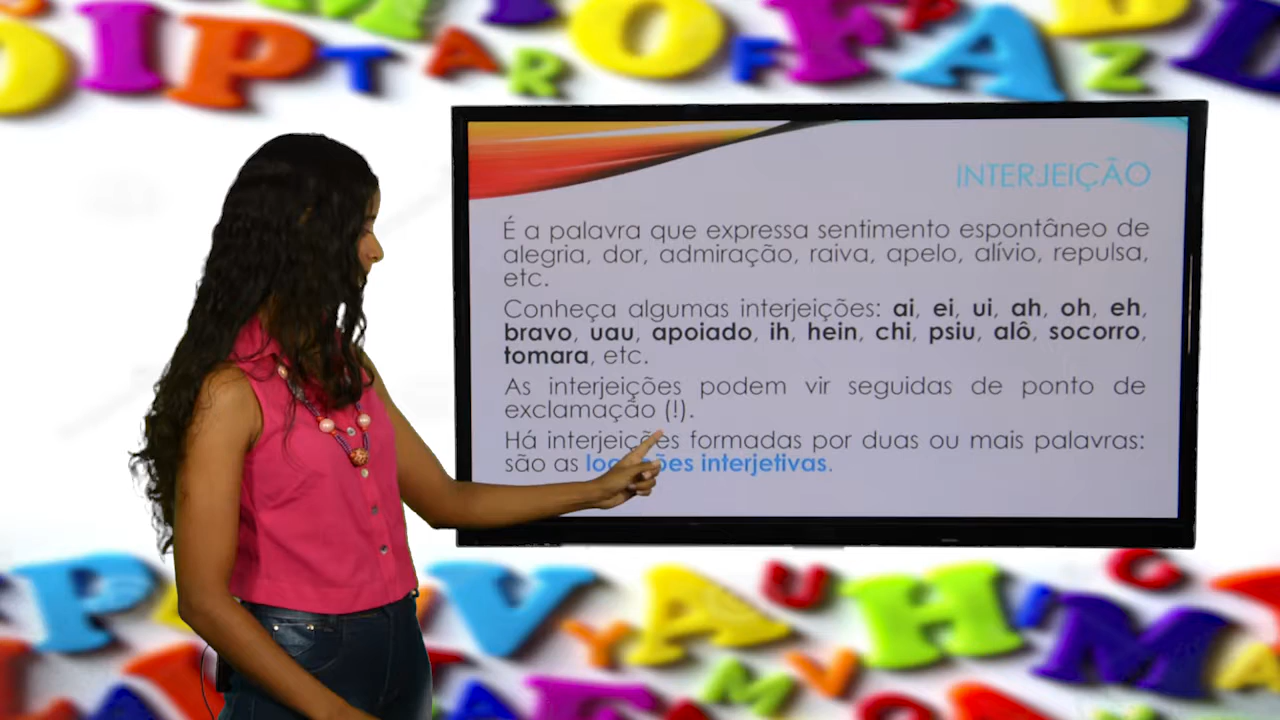 INTERJEIÇÃO
É a palavra que expressa sentimento espontâneo de
alegria, dor, admiração, raiva, apelo, alívio, repulsa,
etc.
Conheça algumas interjeições: ai, ei, ui, ah, oh, eh,
bravo, uau, apoiado, ih, hein, chi, psiu, alô, socorro,
tomara, etc.
As interjeições podem vir seguidas de ponto de
exclamação (!).
Há interjeições formadas por duas ou mais palavras:
são as locuções interjetivas.